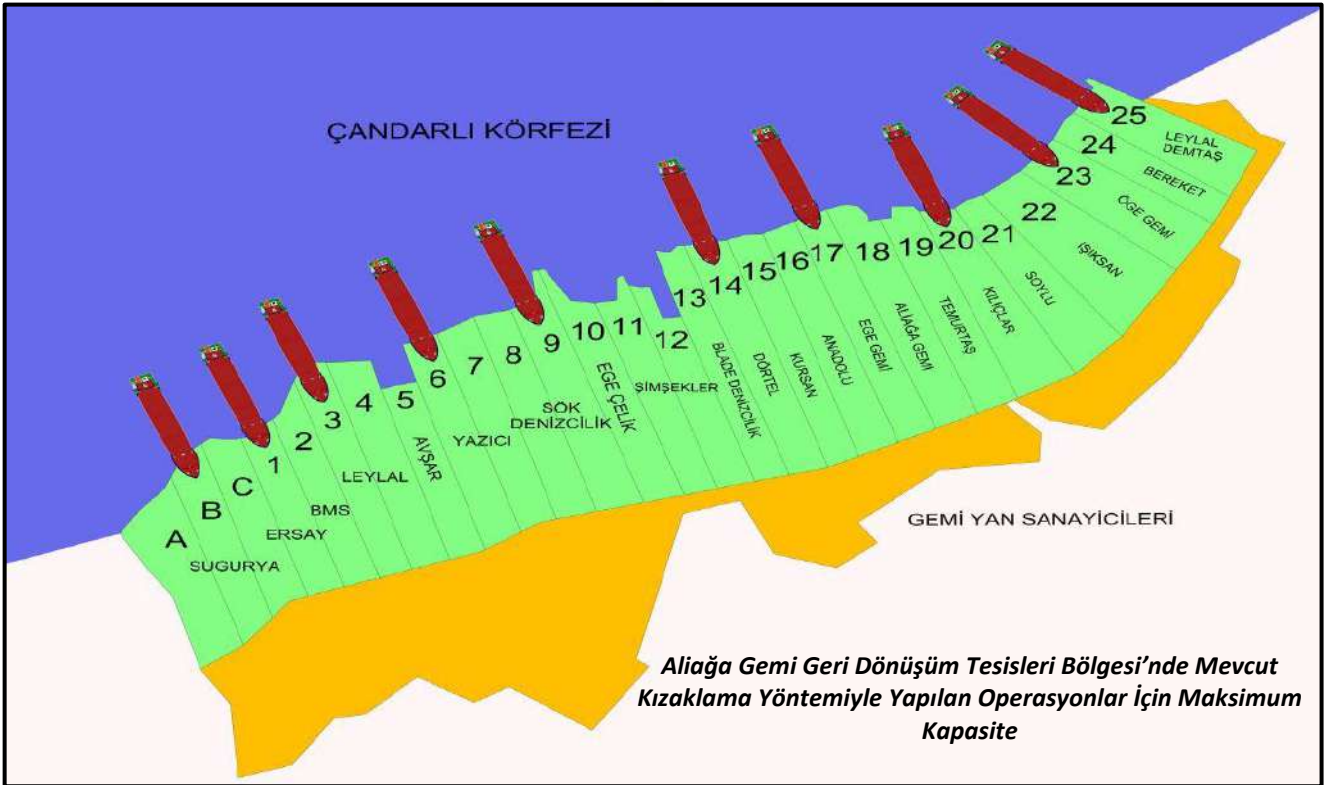 ÇANDARLI KÖRFEZİ
A
B
C
1
2
3
4
5
6
7
8
9
10
11
12
13
14
15
16
17
18
19
20
21
22
23
24
25
SUGURYA
ERSAY
BMS
LEYLAL
AVŞAR
YAZICI
SÖK
DENİZCİLİK
EGE ÇELİK
ŞİMŞEKLER
BLADE DENİZCİLİK
DÖRTEL
KURSAN
ANADOLU
EGE GEMİ
ALİAĞA GEMİ
TEMURTAŞ
KILIÇLAR
SOYLU
IŞIKSAN
ÖGE GEMİ
BEREKET
LEYLAL
DEMTAŞ
GEMİ YAN SANAYİCİLERİ
Aliağa Gemi Geri Dönüşüm Tesisleri Bölgesi’nde Mevcut
Kızaklama Yöntemiyle Yapılan Operasyonlar İçin Maksimum
Kapasite